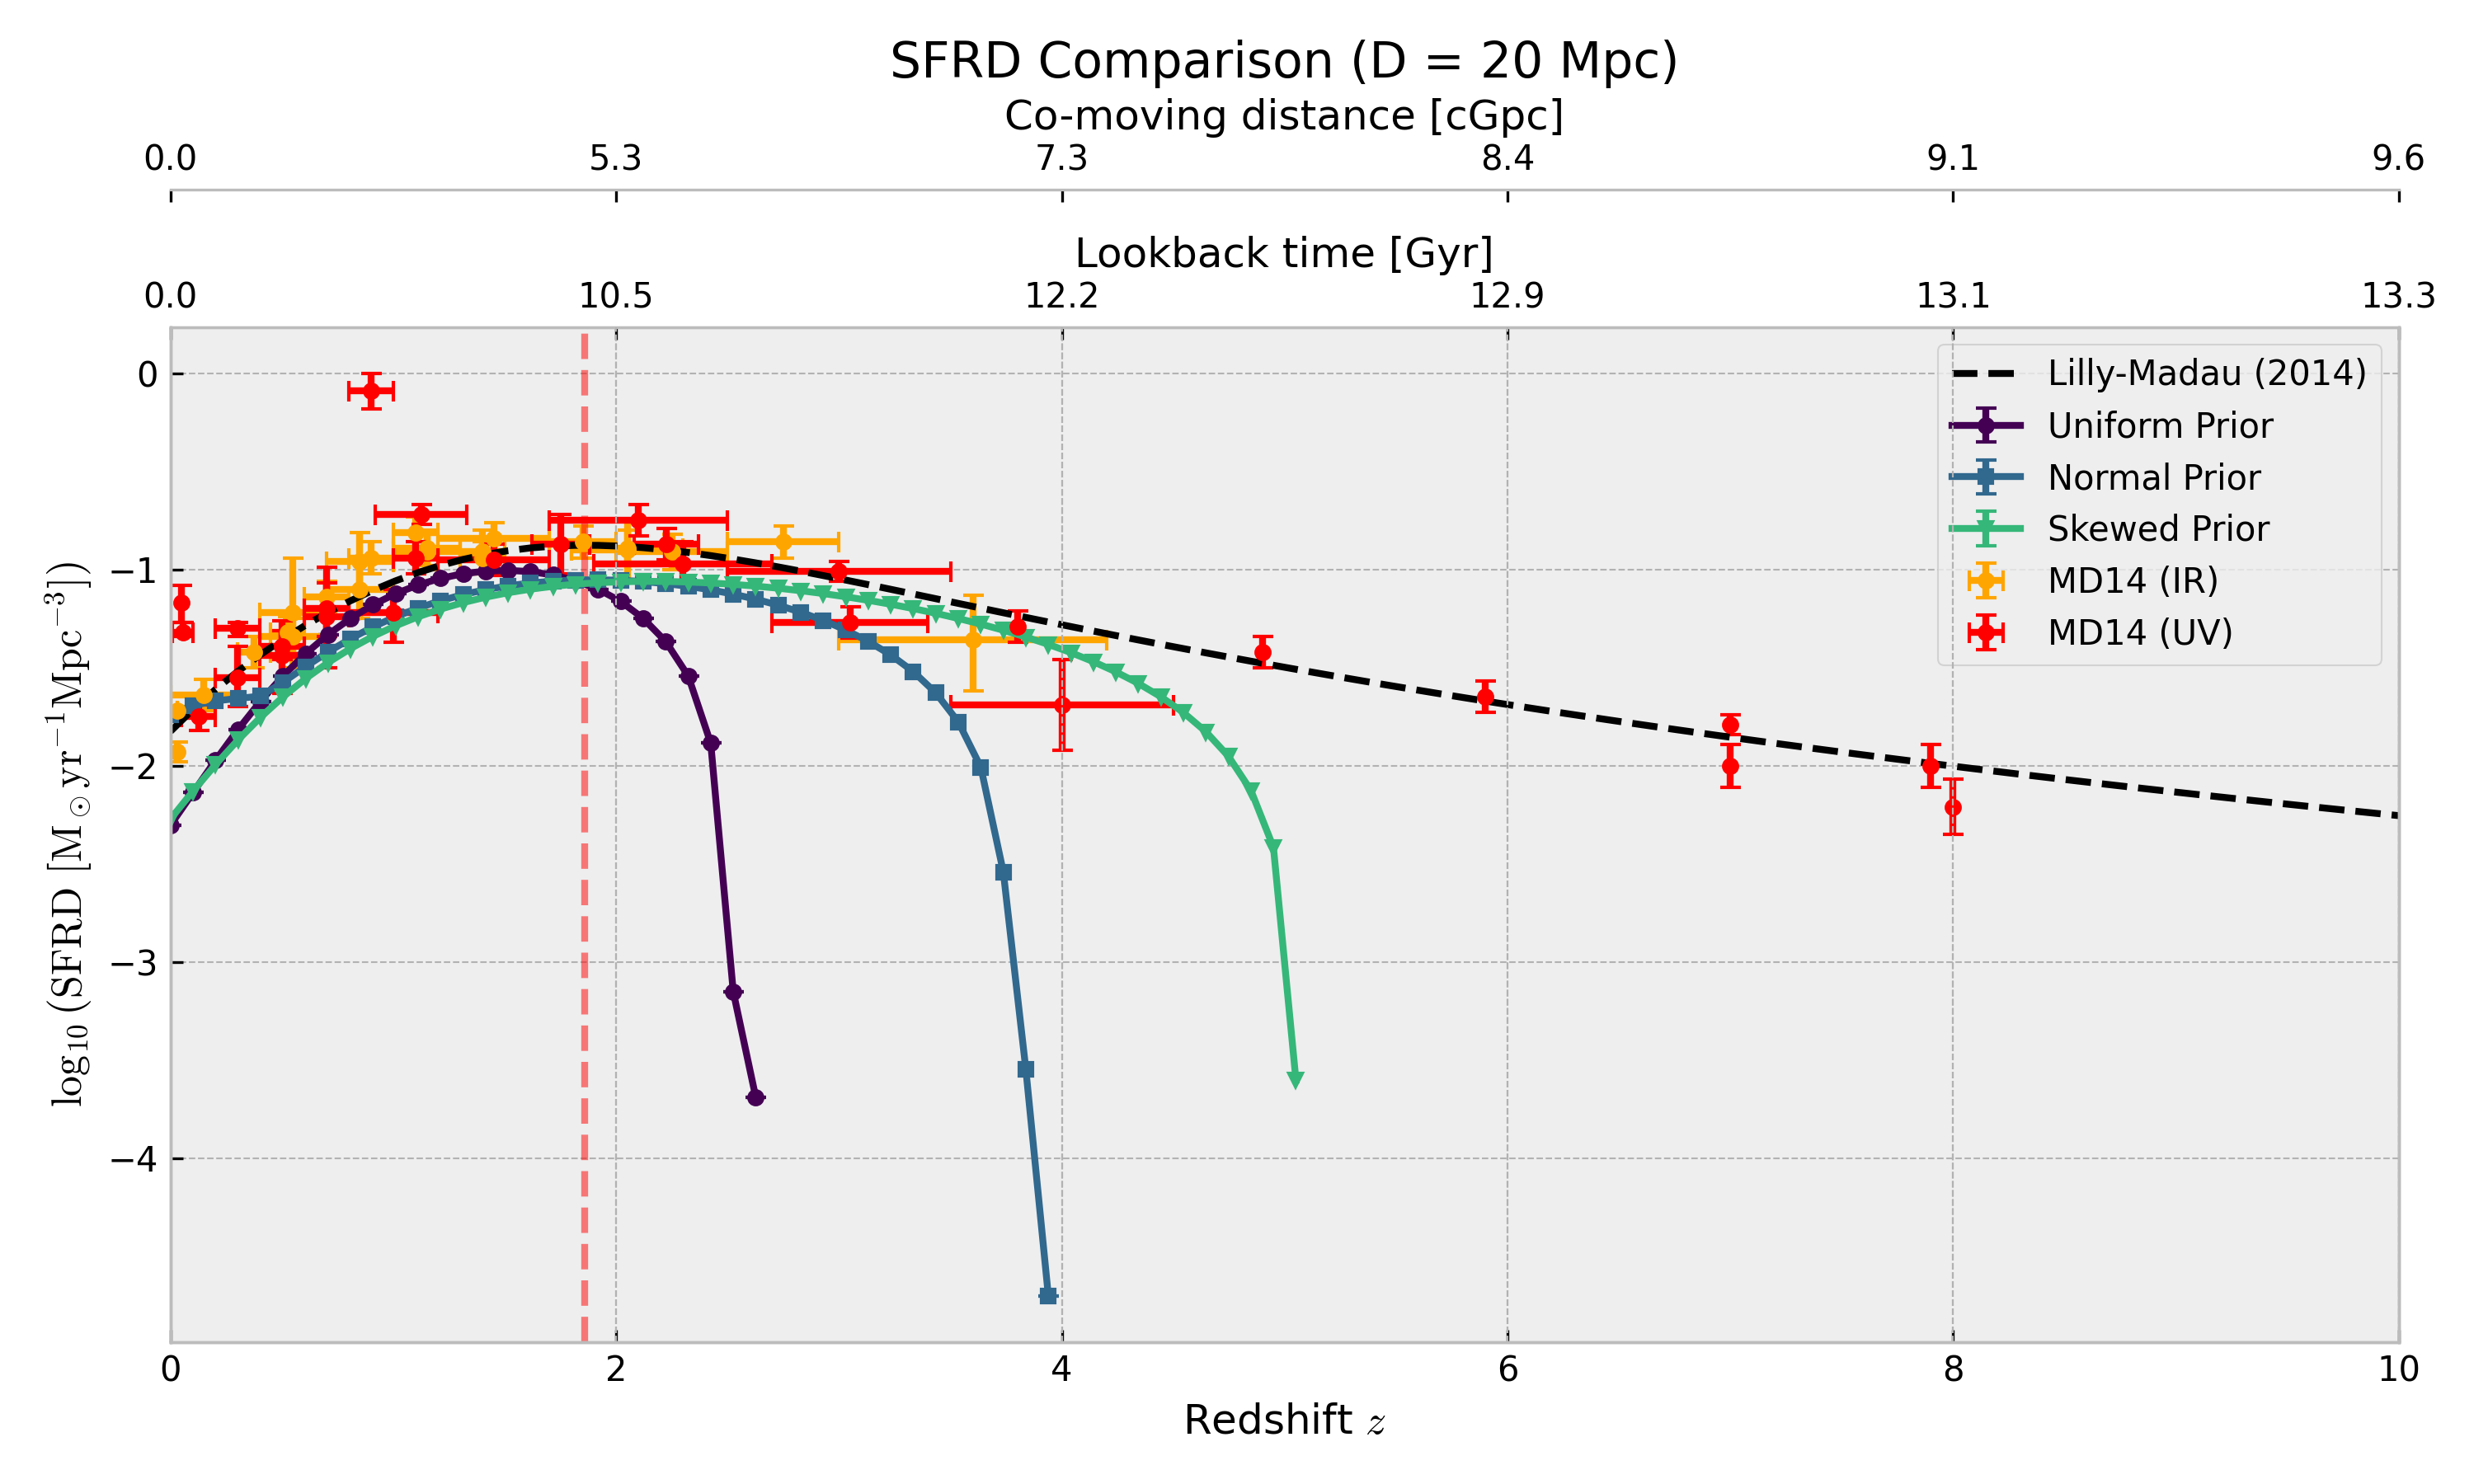 SFRD Comparison (D = 20 Mpc)
Co-moving distance [cGpc]
0.0 5.3 7.3 8.4 9.1 9.6
Lookback time [Gyr]
0.0 10.5 12.2 12.9 13.1 13.3
Lilly-Madau (2014)
Uniform Prior
Normal Prior
Skewed Prior
MD14 (IR)
MD14 (UV)
log₁₀(SFRD [M⊙yr⁻¹Mpc⁻³])
0
−1
−2
−3
−4
0 2 4 6 8 10
Redshift z